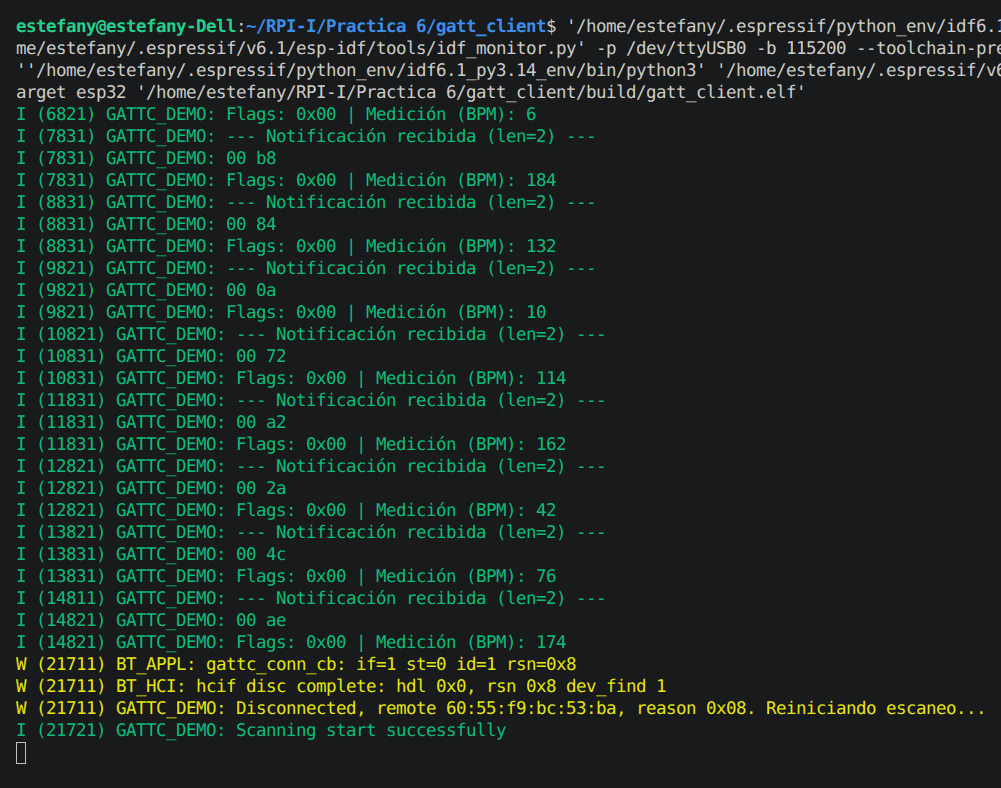 estefany@estefany-Dell:~/RPI-I/Practica 6/gatt_client$ '/home/estefany/.espressif/python_env/idf6.1
me/estefany/.espressif/v6.1/esp-idf/tools/idf_monitor.py' -p /dev/ttyUSB0 -b 115200 --toolchain-pre
''/home/estefany/.espressif/python_env/idf6.1_py3.14_env/bin/python3' '/home/estefany/.espressif/v6
arget esp32 '/home/estefany/RPI-I/Practica 6/gatt_client/build/gatt_client.elf'
I (6821) GATTC_DEMO: Flags: 0x00 | Medición (BPM): 6
I (7831) GATTC_DEMO: --- Notificación recibida (len=2) ---
I (7831) GATTC_DEMO: 00 b8
I (7831) GATTC_DEMO: Flags: 0x00 | Medición (BPM): 184
I (8831) GATTC_DEMO: --- Notificación recibida (len=2) ---
I (8831) GATTC_DEMO: 00 84
I (8831) GATTC_DEMO: Flags: 0x00 | Medición (BPM): 132
I (9821) GATTC_DEMO: --- Notificación recibida (len=2) ---
I (9821) GATTC_DEMO: 00 0a
I (9821) GATTC_DEMO: Flags: 0x00 | Medición (BPM): 10
I (10821) GATTC_DEMO: --- Notificación recibida (len=2) ---
I (10831) GATTC_DEMO: 00 72
I (10831) GATTC_DEMO: Flags: 0x00 | Medición (BPM): 114
I (11831) GATTC_DEMO: --- Notificación recibida (len=2) ---
I (11831) GATTC_DEMO: 00 a2
I (11831) GATTC_DEMO: Flags: 0x00 | Medición (BPM): 162
I (12821) GATTC_DEMO: --- Notificación recibida (len=2) ---
I (12821) GATTC_DEMO: 00 2a
I (12821) GATTC_DEMO: Flags: 0x00 | Medición (BPM): 42
I (13821) GATTC_DEMO: --- Notificación recibida (len=2) ---
I (13831) GATTC_DEMO: 00 4c
I (13831) GATTC_DEMO: Flags: 0x00 | Medición (BPM): 76
I (14811) GATTC_DEMO: --- Notificación recibida (len=2) ---
I (14821) GATTC_DEMO: 00 ae
I (14821) GATTC_DEMO: Flags: 0x00 | Medición (BPM): 174
W (21711) BT_APPL: gattc_conn_cb: if=1 st=0 id=1 rsn=0x8
W (21711) BT_HCI: hcif disc complete: hdl 0x0, rsn 0x8 dev_find 1
W (21711) GATTC_DEMO: Disconnected, remote 60:55:f9:bc:53:ba, reason 0x08. Reiniciando escaneo...
I (21721) GATTC_DEMO: Scanning start successfully